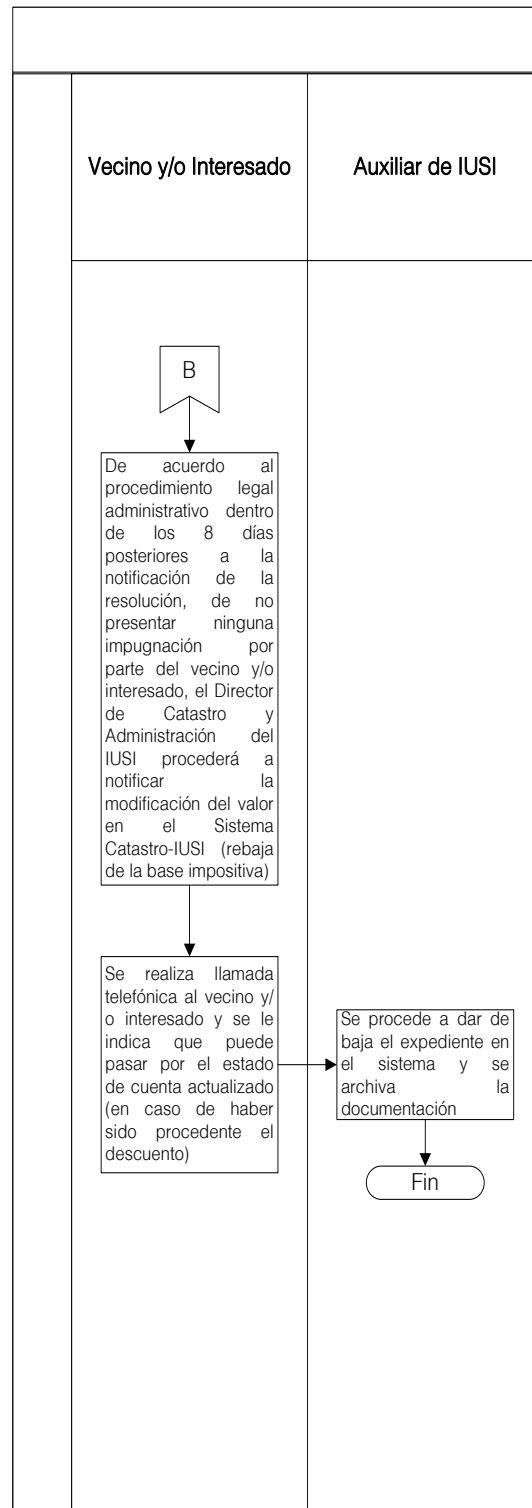 Vecino y/o Interesado
Auxiliar de IUSI
B
De acuerdo al
procedimiento legal
administrativo dentro
de los 8 días
posteriores a la
notificación de la
resolución, de no
presentar ninguna
impugnación por
parte del vecino y/o
interesado, el Director
de Catastro y
Administración del
IUSI procederá a
notificar la
modificación del valor
en el Sistema
Catastro-IUSI (rebaja
de la base impositiva)
Se realiza llamada
telefónica al vecino y/
o interesado y se le
indica que puede
pasar por el estado
de cuenta actualizado
(en caso de haber
sido procedente el
descuento)
Se procede a dar de
baja el expediente en
el sistema y se
archiva la
documentación
Fin